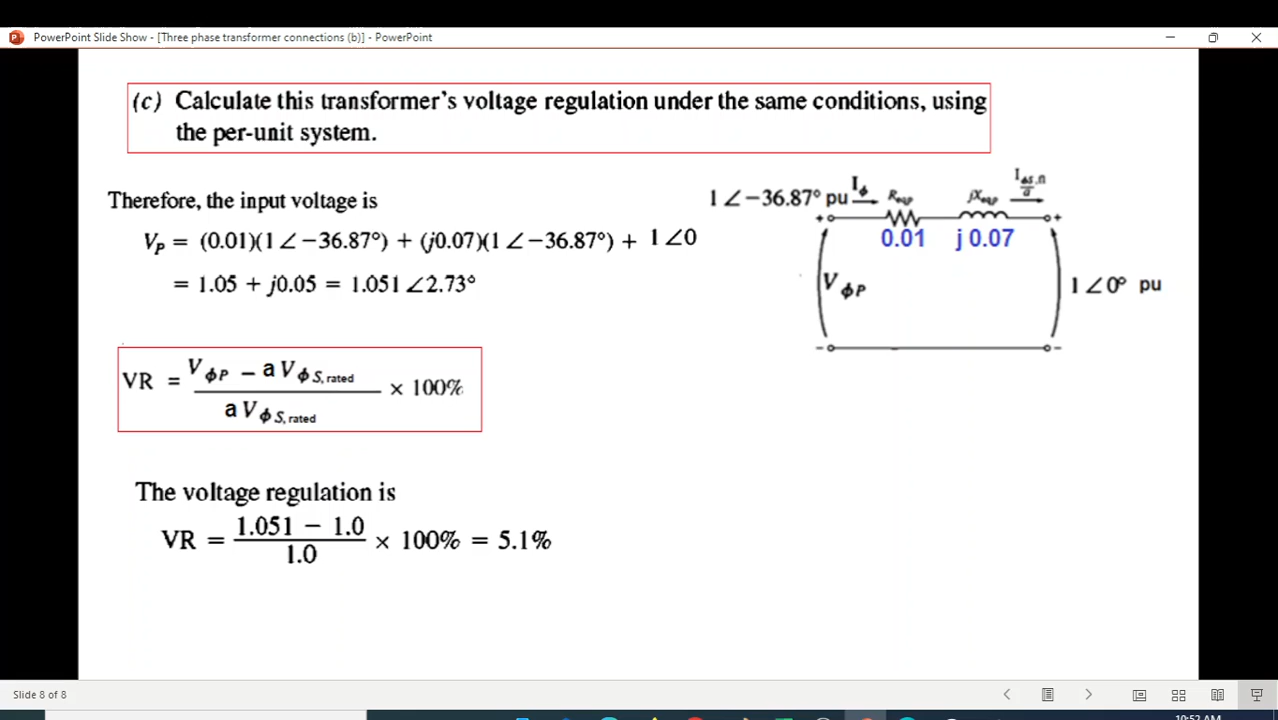 PowerPoint Slide Show - [Three phase transformer connections (b)] - PowerPoint
(c) Calculate this transformer's voltage regulation under the same conditions, using
the per-unit system.
Therefore, the input voltage is
V_P = (0.01)(1 ∠−36.87°) + (j0.07)(1 ∠−36.87°) + 1 ∠0
= 1.05 + j0.05 = 1.051 ∠2.73°
1 ∠−36.87° pu I_ϕ R_eqp jX_eqp
0.01 j 0.07
V_ϕP
1 ∠0° pu
VR = (V_ϕP − a V_ϕS, rated) / (a V_ϕS, rated) × 100%
The voltage regulation is
VR = (1.051 − 1.0) / 1.0 × 100% = 5.1%
Slide 8 of 8